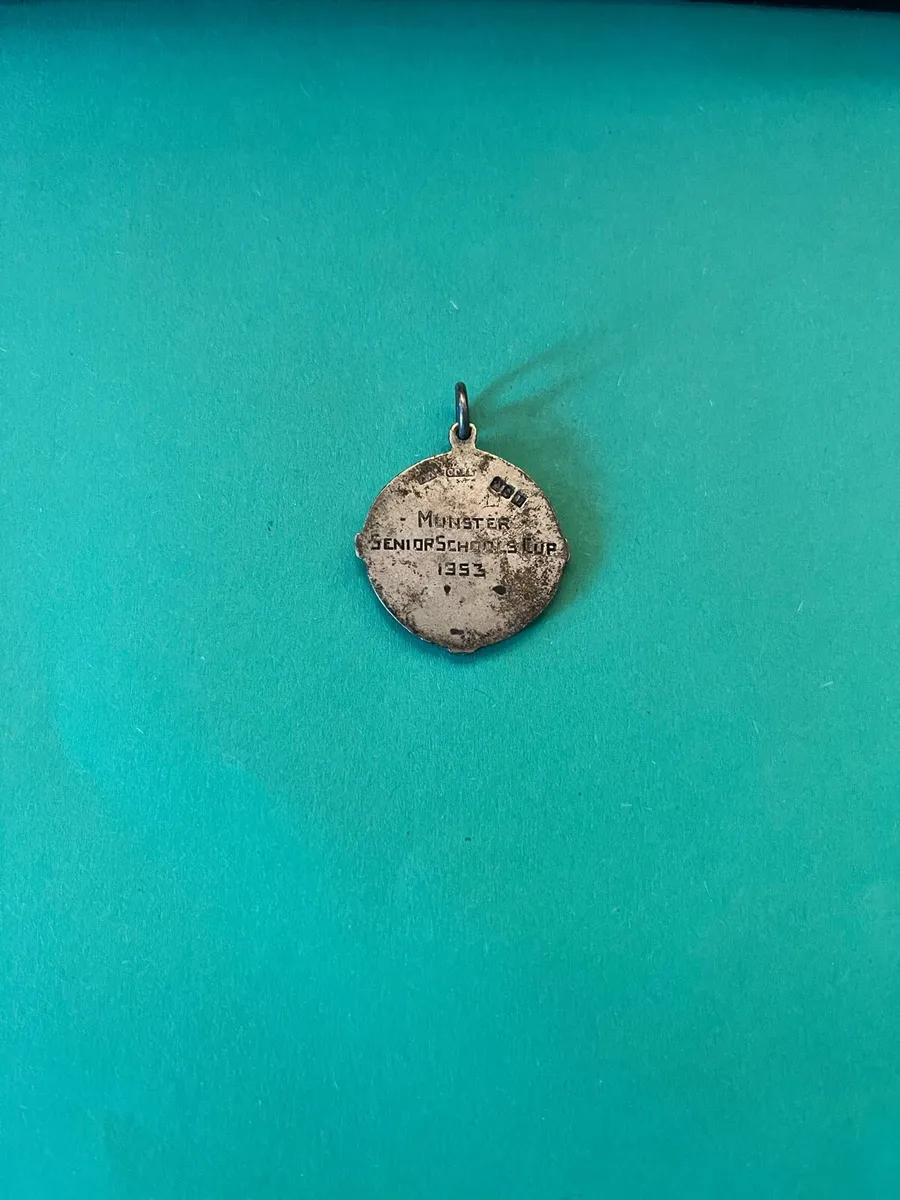 MUNSTER
SENIOR SCHOOLS CUP
1953